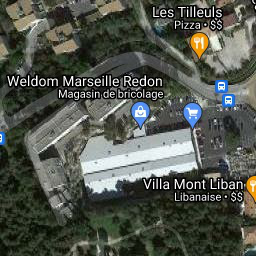 Les Tilleuls
Pizza • $$
Weldom Marseille Redon
Magasin de bricolage
Villa Mont Liban
Libanaise • $$